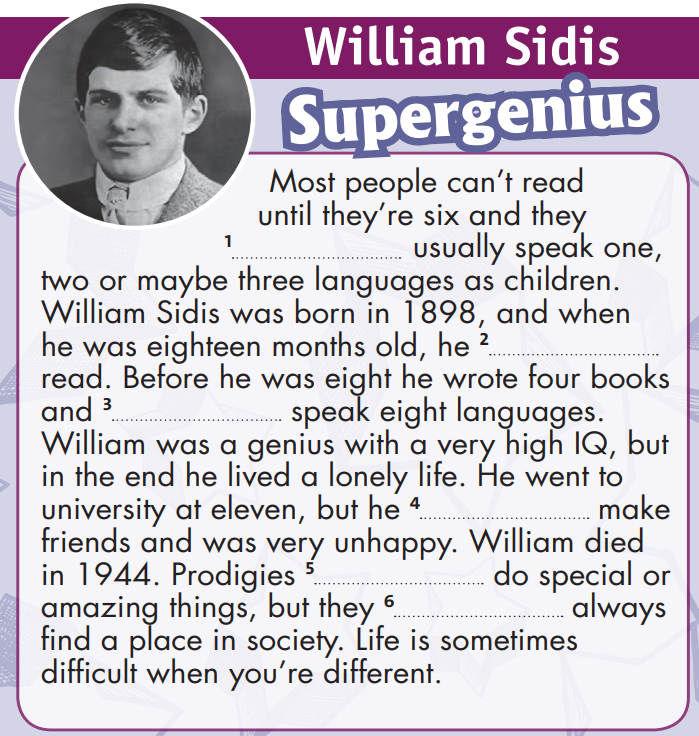 William Sidis
Supergenius
Most people can't read
until they're six and they
1.......................................... usually speak one,
two or maybe three languages as children.
William Sidis was born in 1898, and when
he was eighteen months old, he 2..........................................
read. Before he was eight he wrote four books
and 3.......................................... speak eight languages.
William was a genius with a very high IQ, but
in the end he lived a lonely life. He went to
university at eleven, but he 4.......................................... make
friends and was very unhappy. William died
in 1944. Prodigies 5.......................................... do special or
amazing things, but they 6.......................................... always
find a place in society. Life is sometimes
difficult when you're different.